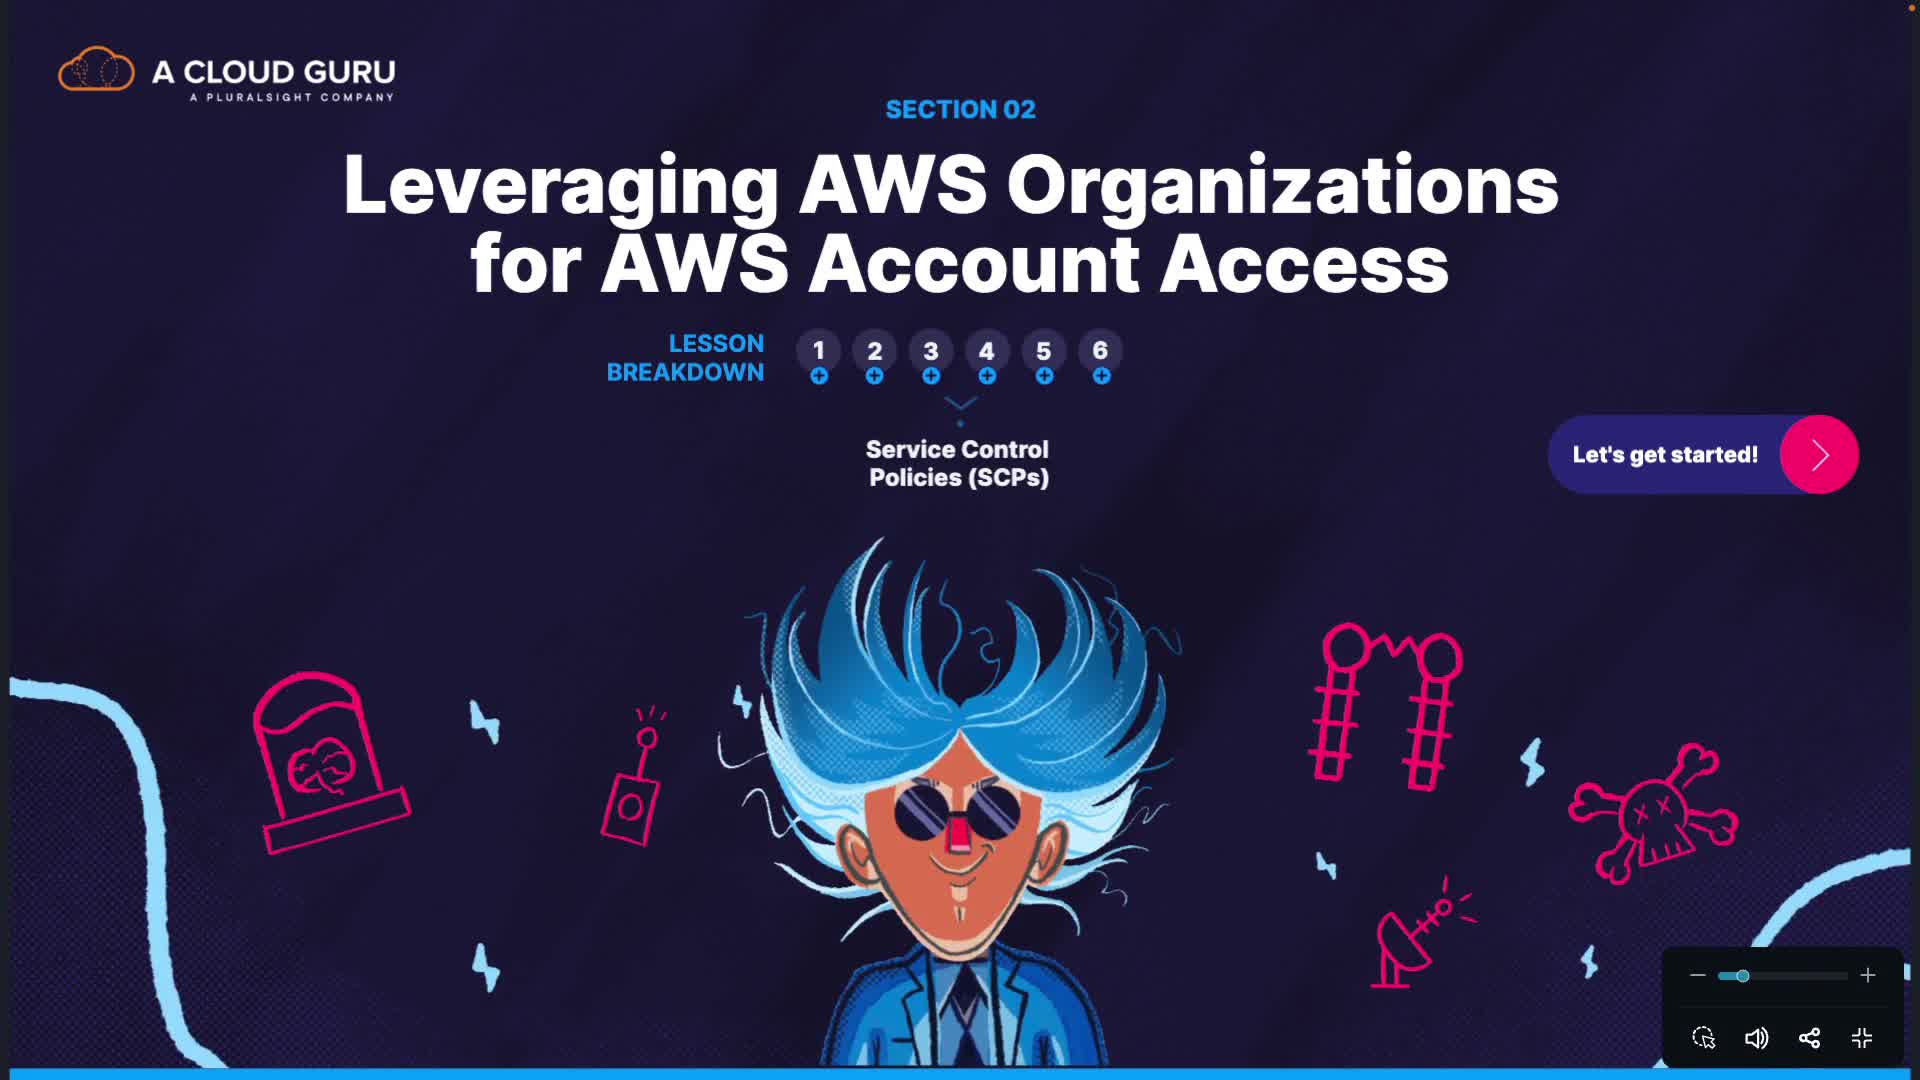 A CLOUD GURU
A PLURALSIGHT COMPANY
SECTION 02
Leveraging AWS Organizations
for AWS Account Access
LESSON
BREAKDOWN
1 2 3 4 5 6
Service Control
Policies (SCPs)
Let's get started!